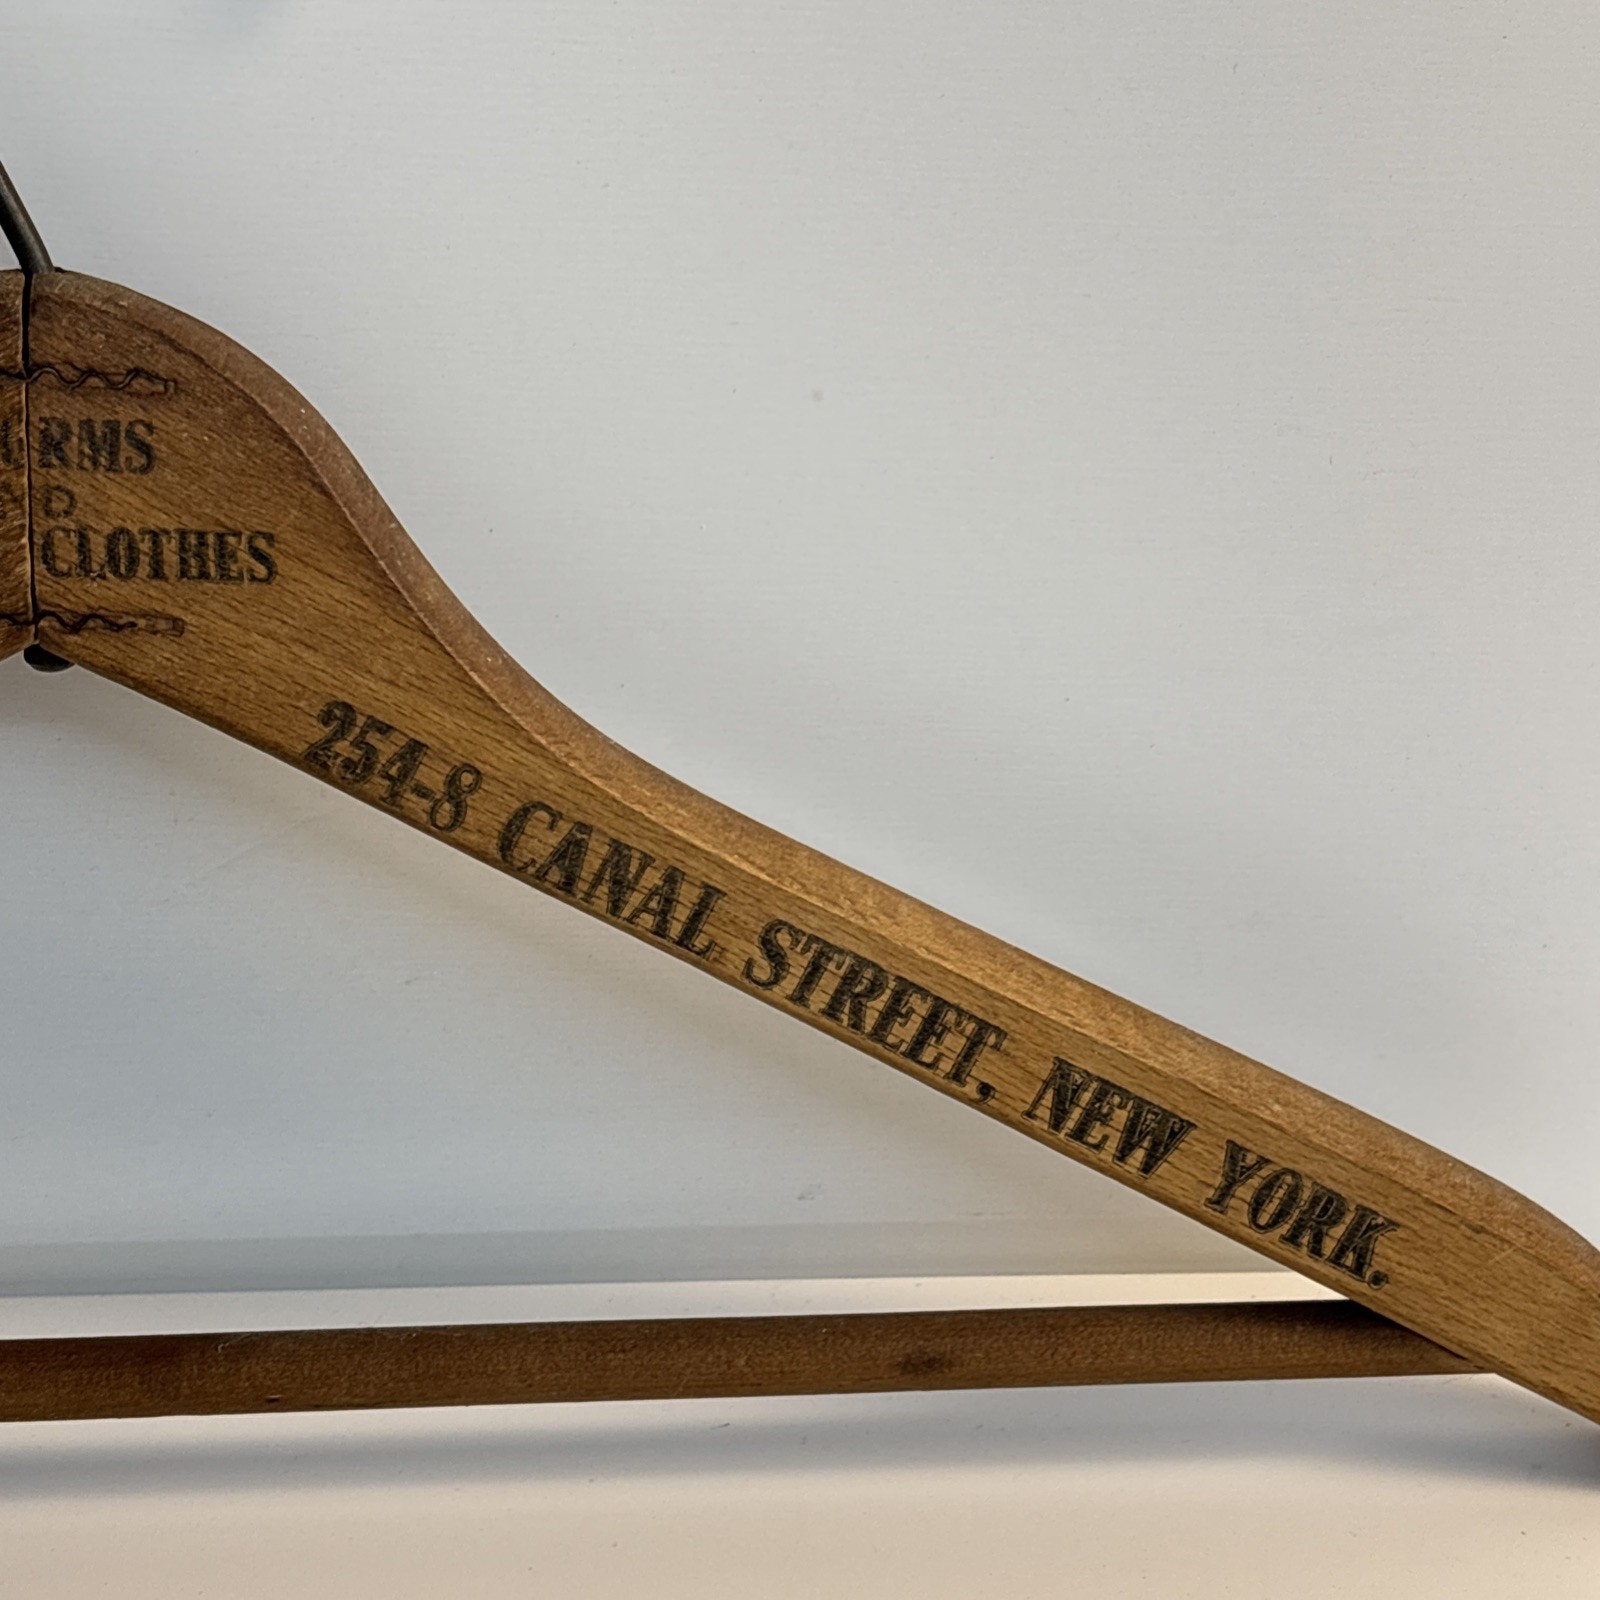 RMS
D
CLOTHES
254-8 CANAL STREET, NEW YORK.